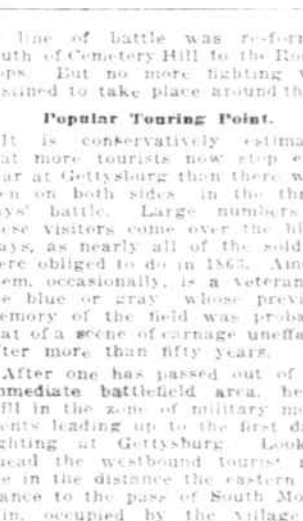 line of battle was re-form
uth of Cemetery Hill to the Rou
ops. But no more fighting w
stined to take place around th
Popular Touring Point.
It is conservatively estima
at more tourists now stop e
ar at Gettysburg than there w
en on both sides in the thr
ys' battle. Large numbers
ese visitors come over the hi
ays, as nearly all of the sold
ere obliged to do in 1863. Amo
em, occasionally, is a veteran
e blue or gray whose previ
emory of the field was proba
at of a scene of carnage uneffa
fter more than fifty years.
After one has passed out of
mmediate battlefield area, he
ill in the zone of military m
ents leading up to the first d
ghting at Gettysburg. Look
head the westbound tourist
e in the distance the eastern
ance to the pass of South Mo
in, occupied by the village